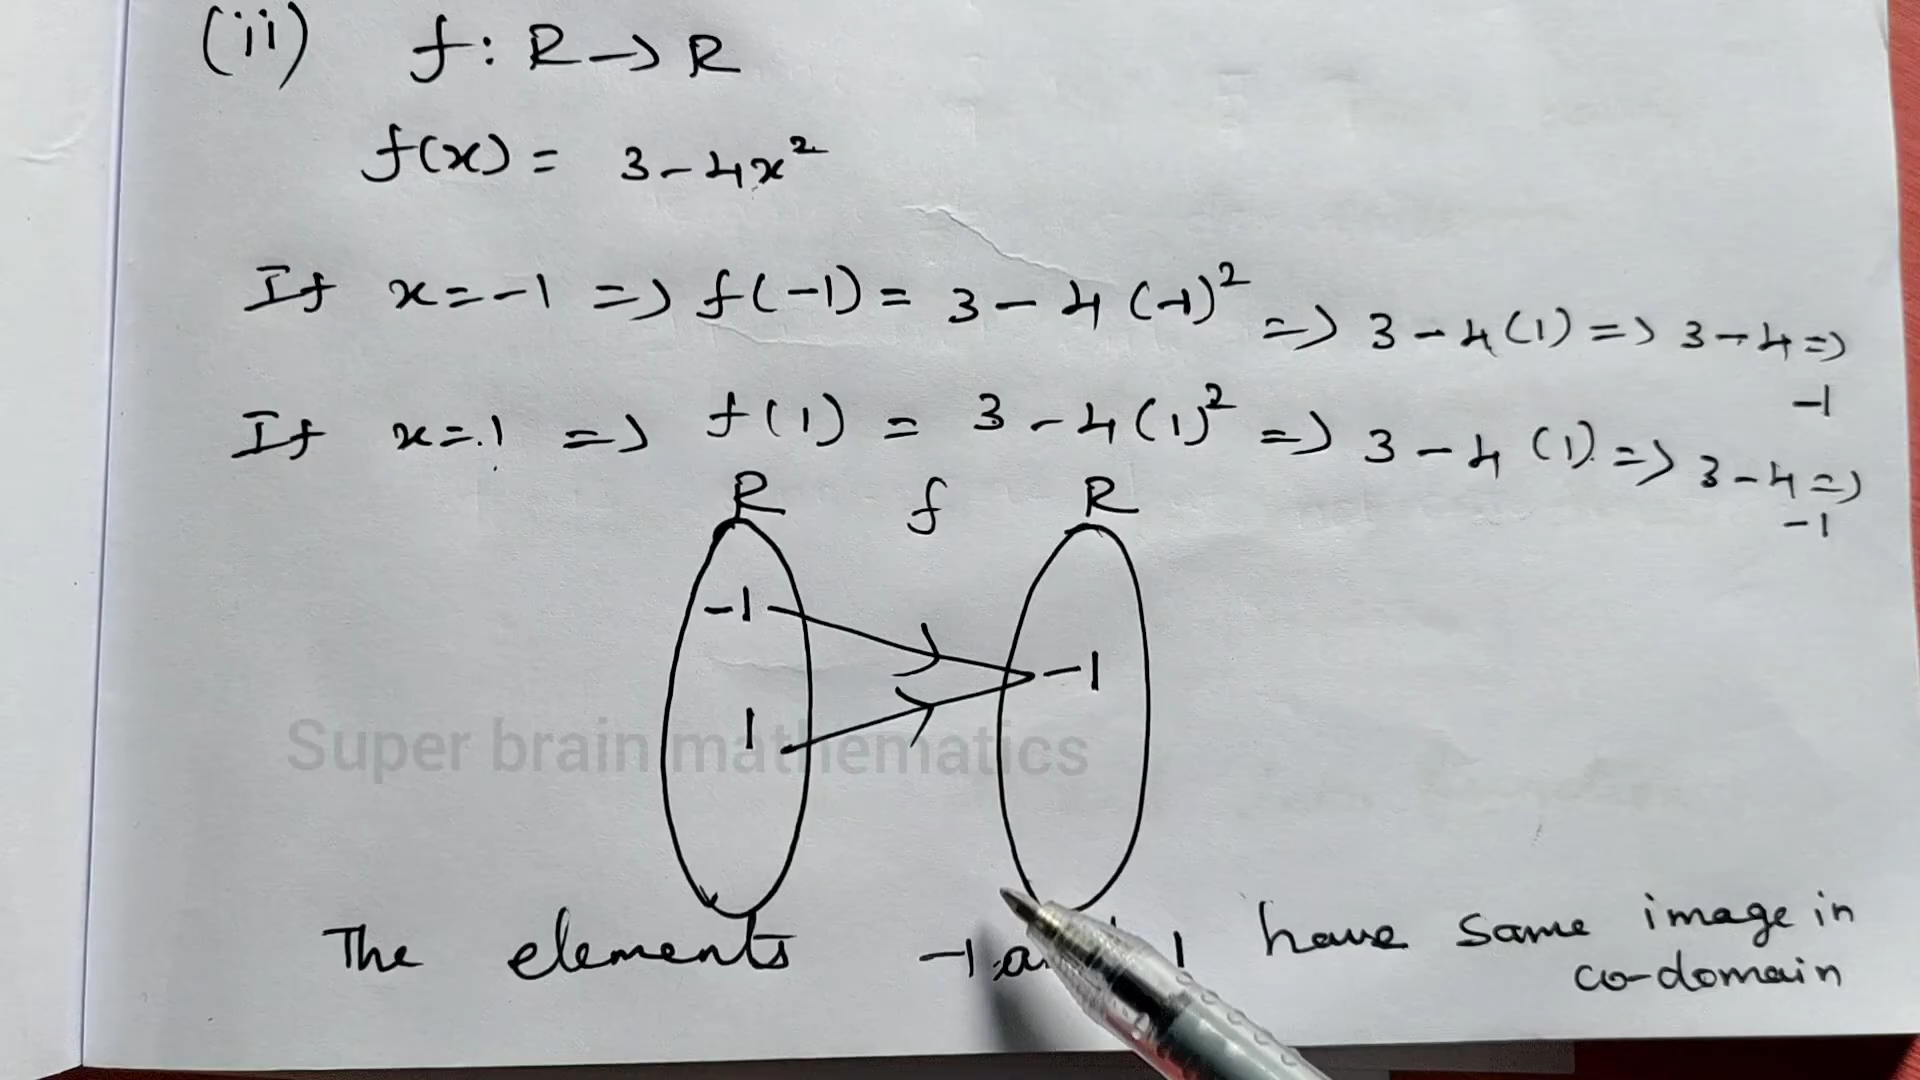 (ii) f : R → R
f(x) = 3 - 4x²
If x = -1 => f(-1) = 3 - 4 (-1)² => 3 - 4(1) => 3 - 4 =>
-1
If x = 1 => f(1) = 3 - 4(1)² => 3 - 4 (1) => 3 - 4 =>
-1
R f R
-1
-1
1
Super brain mathematics
The elements -1 1 have same image in
co-domain